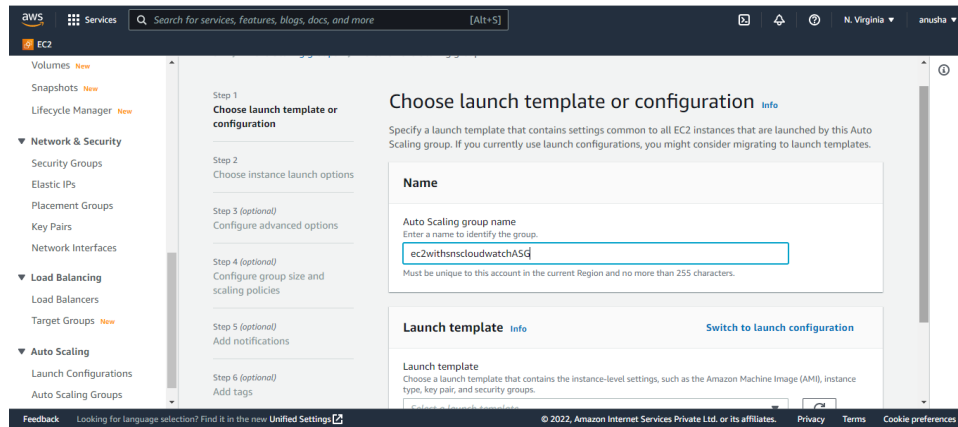 aws Services Search for services, features, blogs, docs, and more [Alt+S] N. Virginia ▼ anusha ▼
EC2
Volumes New
Snapshots New
Lifecycle Manager New
▼ Network & Security
Security Groups
Elastic IPs
Placement Groups
Key Pairs
Network Interfaces
▼ Load Balancing
Load Balancers
Target Groups New
▼ Auto Scaling
Launch Configurations
Auto Scaling Groups
Step 1
Choose launch template or
configuration
Step 2
Choose instance launch options
Step 3 (optional)
Configure advanced options
Step 4 (optional)
Configure group size and
scaling policies
Step 5 (optional)
Add notifications
Step 6 (optional)
Add tags
Choose launch template or configuration Info
Specify a launch template that contains settings common to all EC2 instances that are launched by this Auto
Scaling group. If you currently use launch configurations, you might consider migrating to launch templates.
Name
Auto Scaling group name
Enter a name to identify the group.
ec2withsnscloudwatchASG
Must be unique to this account in the current Region and no more than 255 characters.
Launch template Info Switch to launch configuration
Launch template
Choose a launch template that contains the instance-level settings, such as the Amazon Machine Image (AMI), instance
type, key pair, and security groups.
Select a launch template
Feedback Looking for language selection? Find it in the new Unified Settings © 2022, Amazon Internet Services Private Ltd. or its affiliates. Privacy Terms Cookie preferences